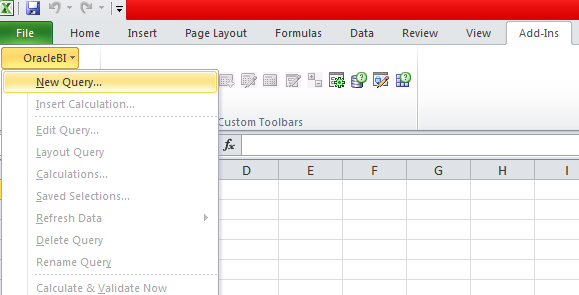 File Home Insert Page Layout Formulas Data Review View Add-Ins
OracleBI
New Query...
Insert Calculation...
Edit Query...
Layout Query
Calculations...
Saved Selections...
Refresh Data
Delete Query
Rename Query
Calculate & Validate Now
Custom Toolbars
fx
D E F G H I